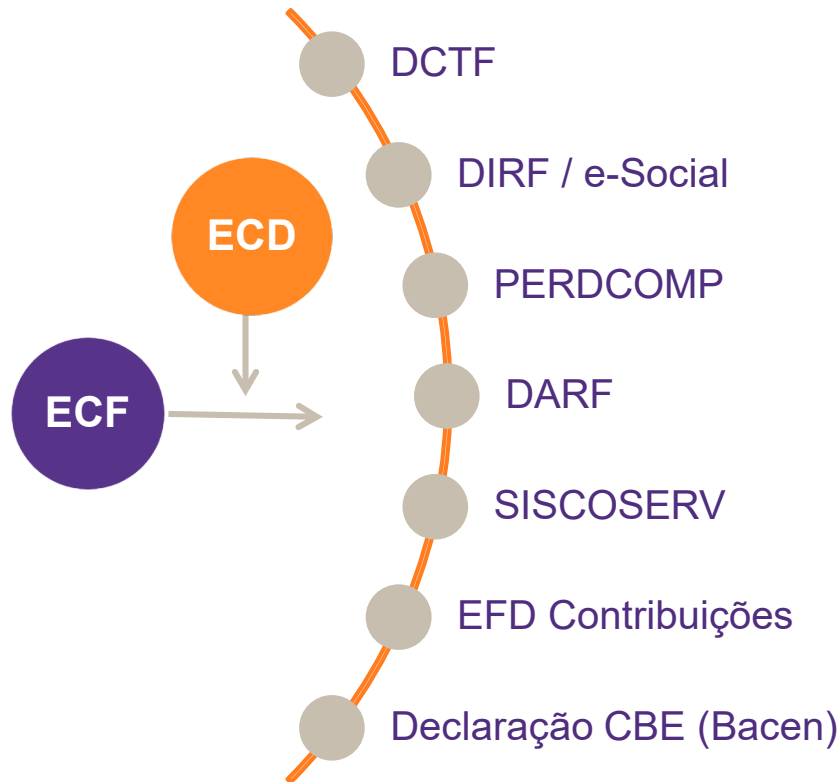 DCTF
DIRF / e-Social
ECD
PERDCOMP
DARF
ECF
SISCOSERV
EFD Contribuições
Declaração CBE (Bacen)